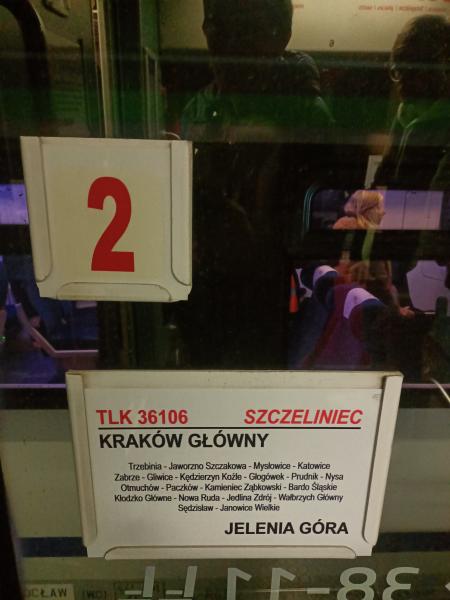 2
TLK 36106 SZCZELINIEC
KRAKÓW GŁÓWNY
Trzebinia - Jaworzno Szczakowa - Mysłowice - Katowice
Zabrze - Gliwice - Kędzierzyn Koźle - Głogówek - Prudnik - Nysa
Otmuchów - Paczków - Kamieniec Ząbkowski - Bardo Śląskie
Kłodzko Główne - Nowa Ruda - Jedlina Zdrój - Wałbrzych Główny
Sędzisław - Janowice Wielkie
JELENIA GÓRA